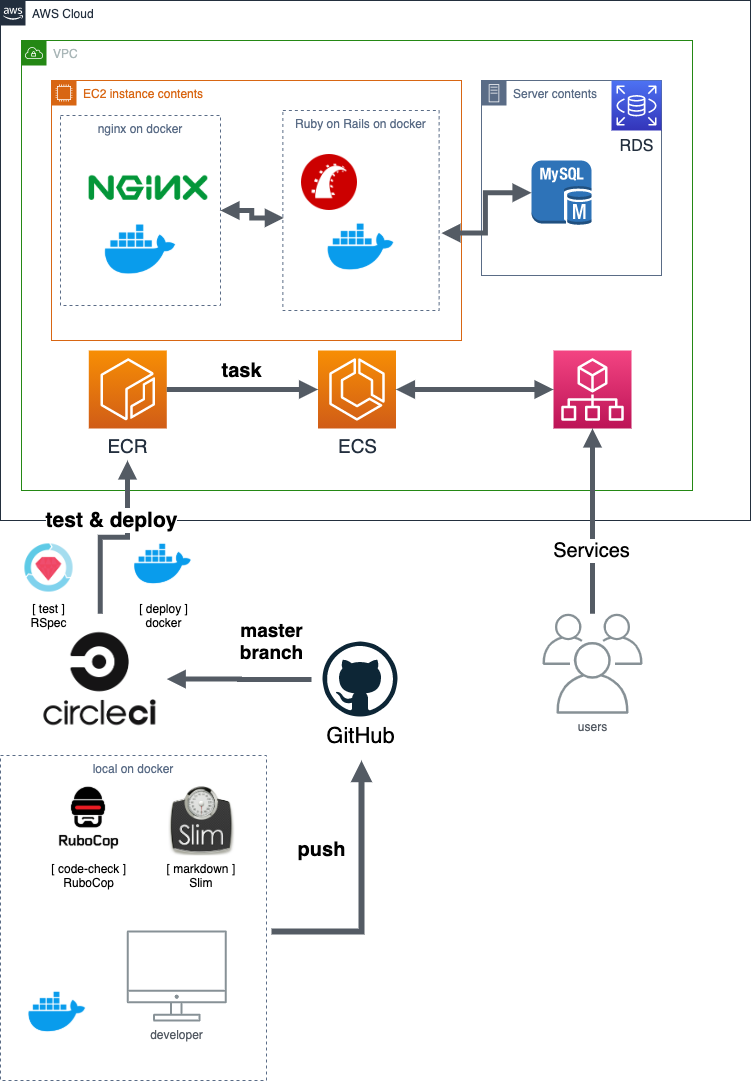 aws
AWS Cloud
VPC
EC2 instance contents
Server contents
nginx on docker
Ruby on Rails on docker
RDS
NGINX
MySQL
M
task
ECR
ECS
test & deploy
Services
[ test ]
RSpec
[ deploy ]
docker
master
branch
circleci
GitHub
users
local on docker
RuboCop
Slim
[ code-check ]
RuboCop
[ markdown ]
Slim
push
developer